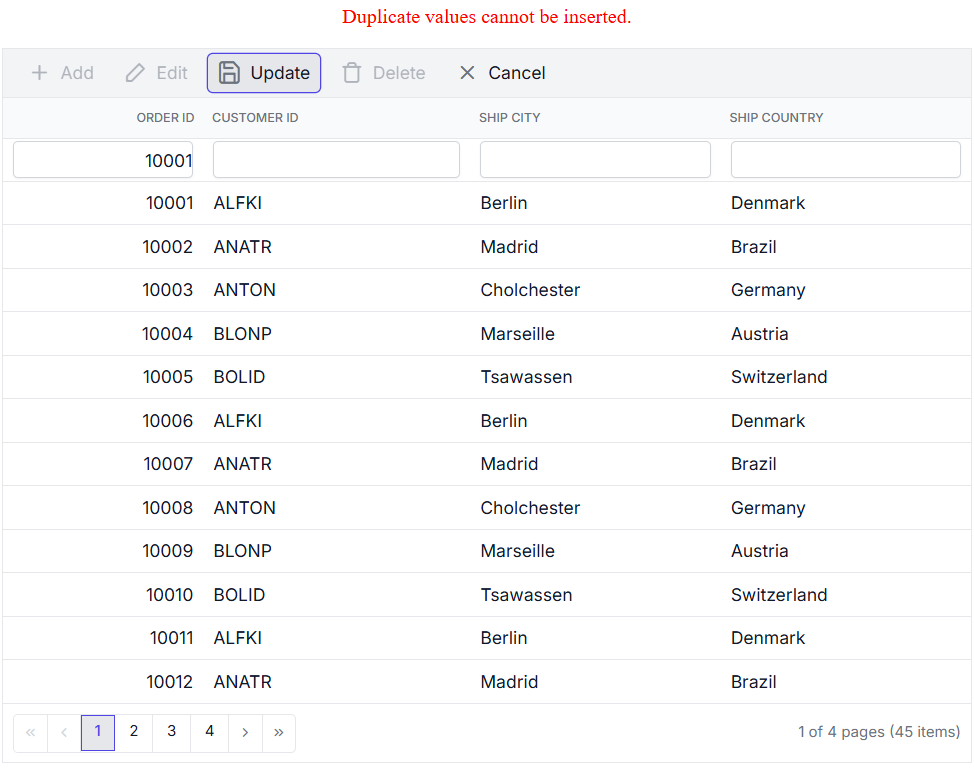 Duplicate values cannot be inserted.
Add Edit Update Delete Cancel
ORDER ID CUSTOMER ID SHIP CITY SHIP COUNTRY
10001
10001 ALFKI Berlin Denmark
10002 ANATR Madrid Brazil
10003 ANTON Cholchester Germany
10004 BLONP Marseille Austria
10005 BOLID Tsawassen Switzerland
10006 ALFKI Berlin Denmark
10007 ANATR Madrid Brazil
10008 ANTON Cholchester Germany
10009 BLONP Marseille Austria
10010 BOLID Tsawassen Switzerland
10011 ALFKI Berlin Denmark
10012 ANATR Madrid Brazil
« ‹ 1 2 3 4 › » 1 of 4 pages (45 items)